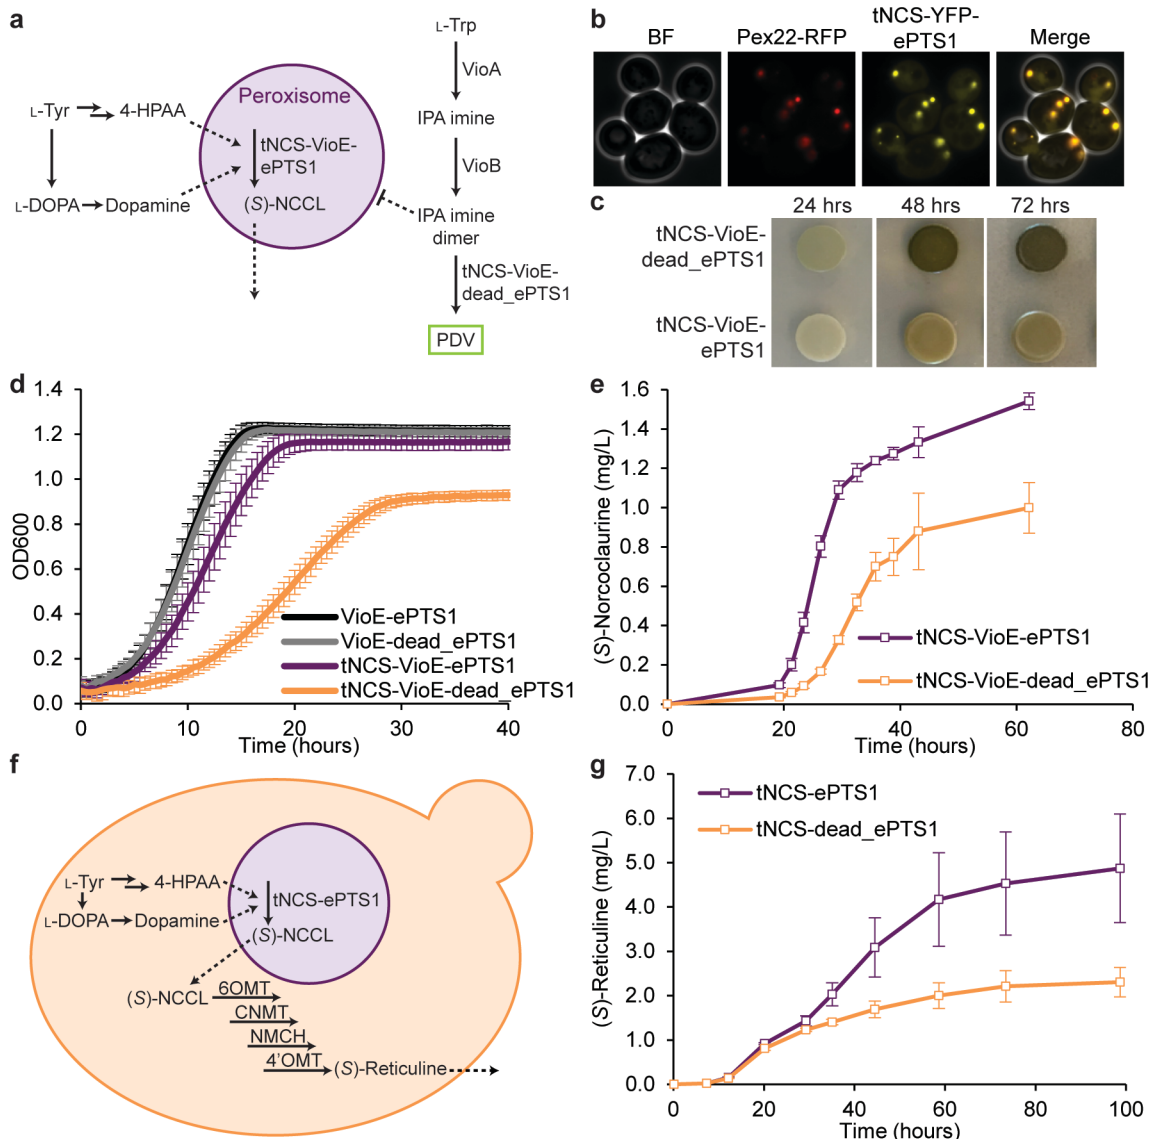 a
L-Trp
VioA
Peroxisome
L-Tyr
4-HPAA
IPA imine
tNCS-VioE-
ePTS1
VioB
L-DOPA
Dopamine
(S)-NCCL
IPA imine
dimer
tNCS-VioE-
dead_ePTS1
PDV
b
BF
Pex22-RFP
tNCS-YFP-
ePTS1
Merge
c
24 hrs
48 hrs
72 hrs
tNCS-VioE-
dead_ePTS1
tNCS-VioE-
ePTS1
d
1.4
1.2
1.0
0.8
0.6
0.4
0.2
0.0
OD600
VioE-ePTS1
VioE-dead_ePTS1
tNCS-VioE-ePTS1
tNCS-VioE-dead_ePTS1
0
10
20
30
40
Time (hours)
e
1.6
1.4
1.2
1.0
0.8
0.6
0.4
0.2
0.0
(S)-Norcoclaurine (mg/L)
tNCS-VioE-ePTS1
tNCS-VioE-dead_ePTS1
0
20
40
60
80
Time (hours)
f
L-Tyr
4-HPAA
tNCS-ePTS1
L-DOPA
Dopamine
(S)-NCCL
(S)-NCCL
6OMT
CNMT
NMCH
4'OMT
(S)-Reticuline
g
7.0
6.0
5.0
4.0
3.0
2.0
1.0
0.0
(S)-Reticuline (mg/L)
tNCS-ePTS1
tNCS-dead_ePTS1
0
20
40
60
80
100
Time (hours)